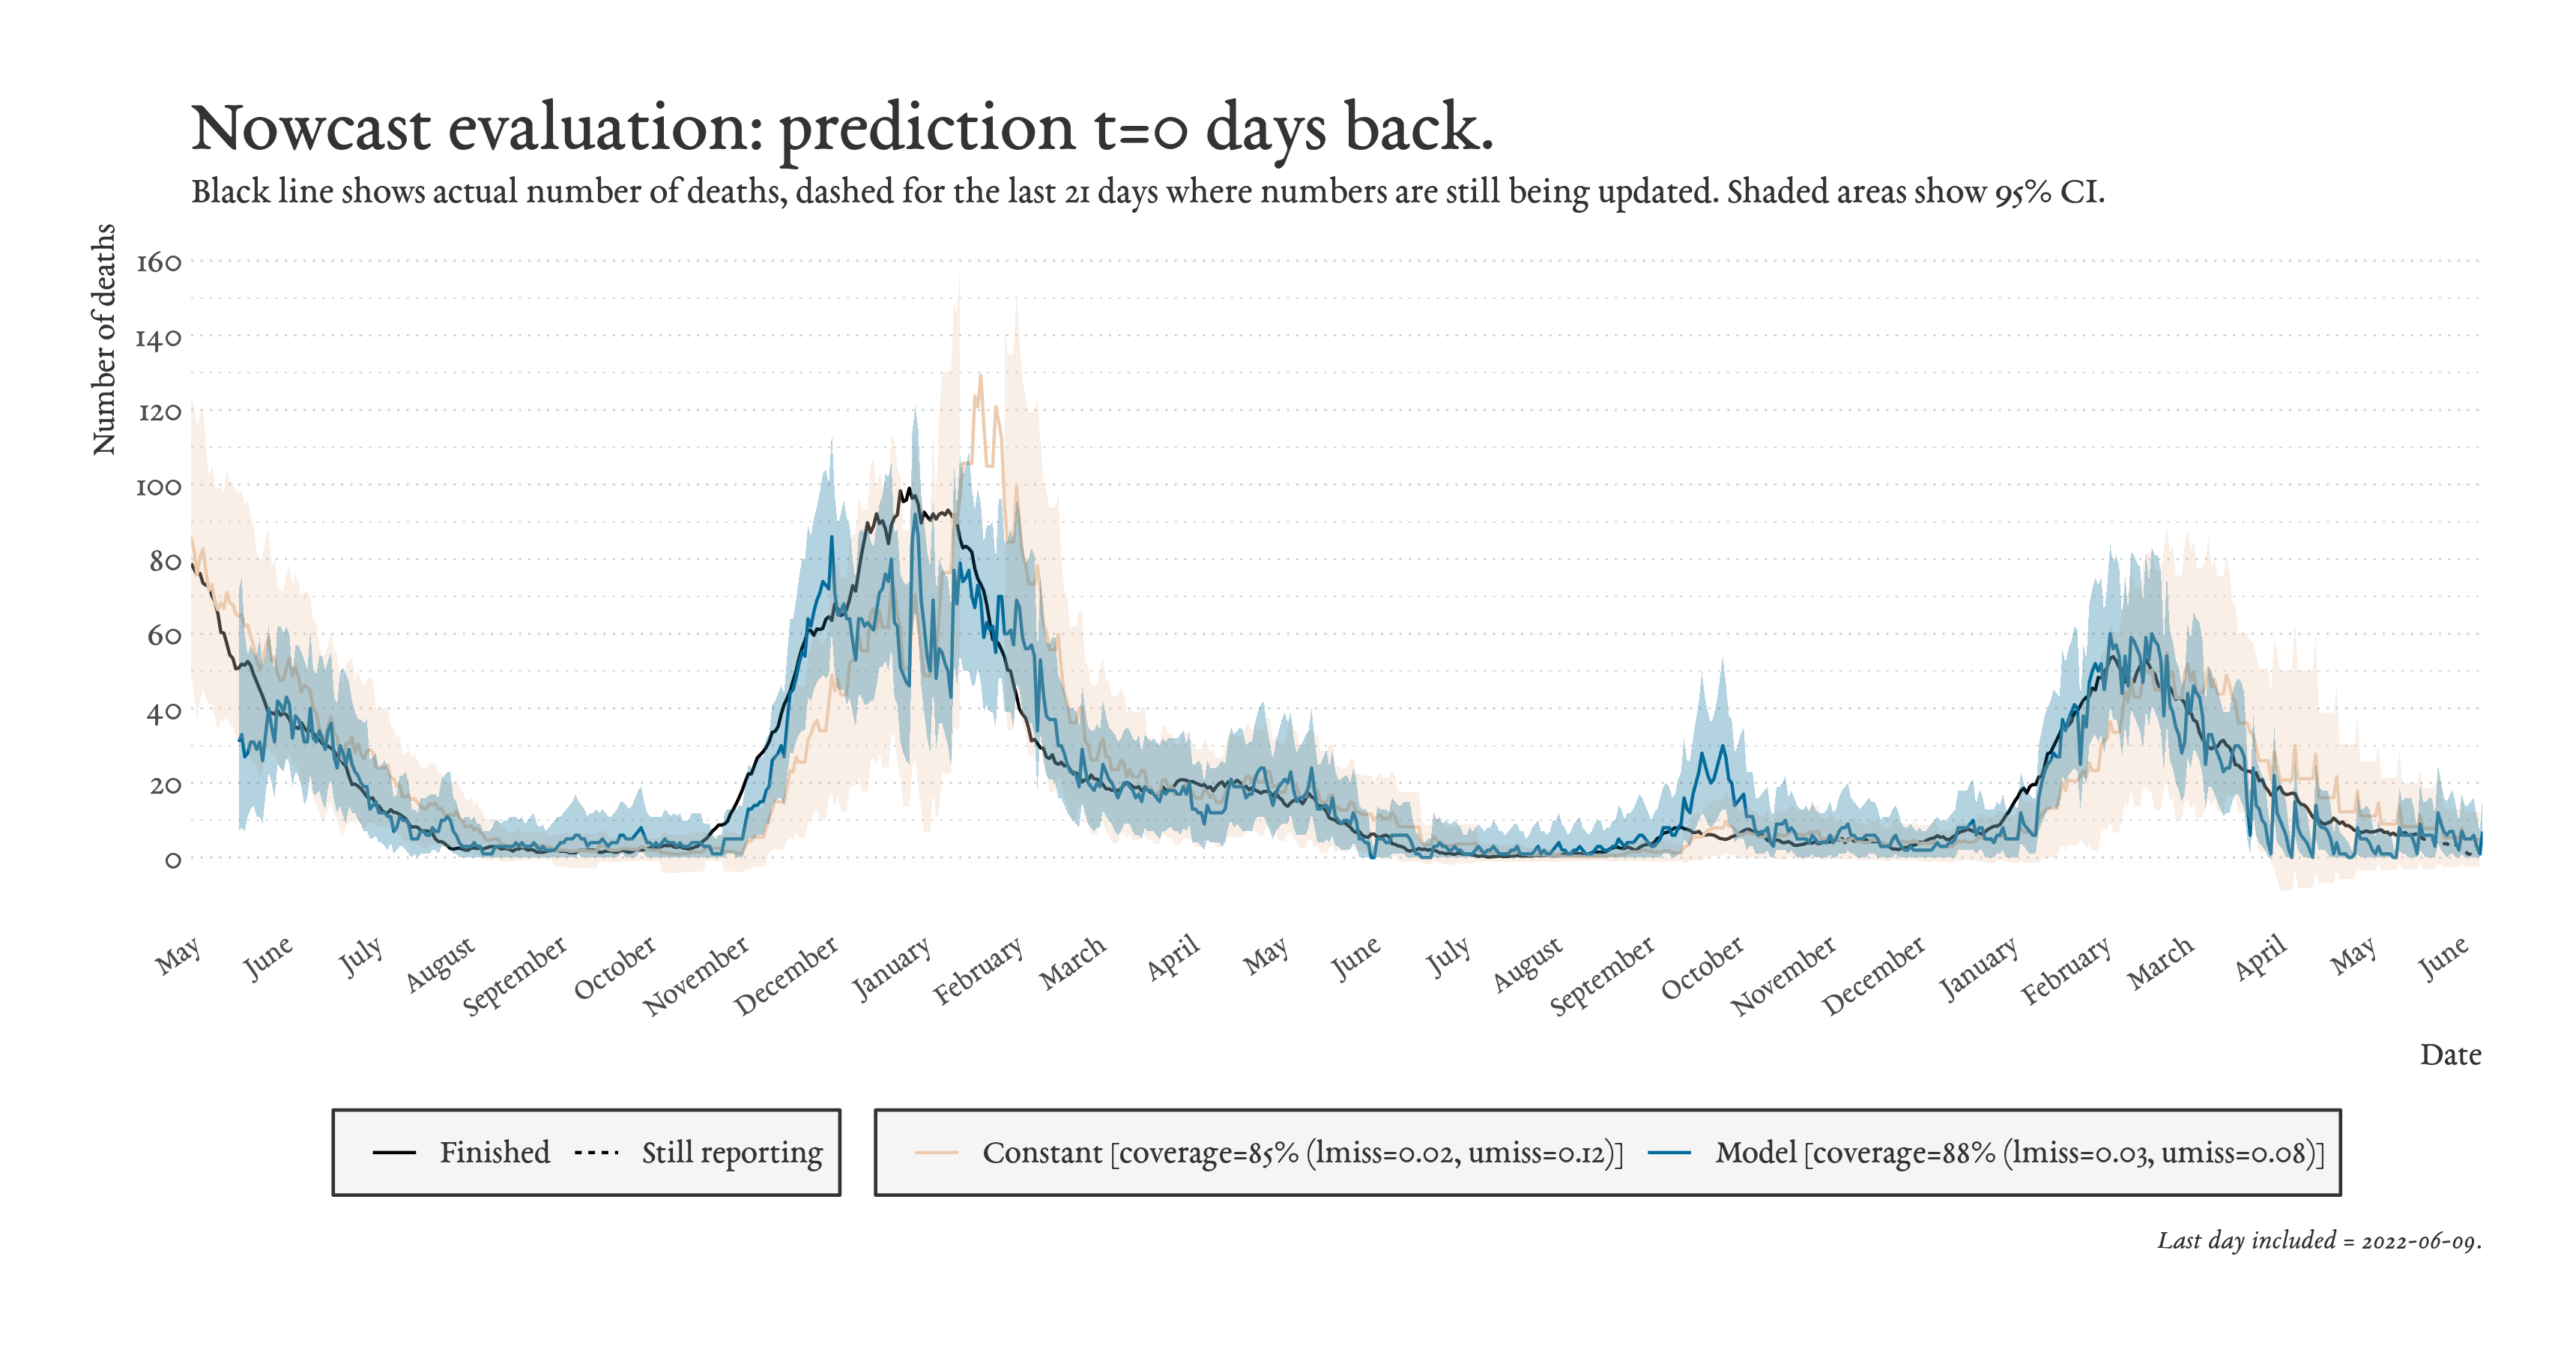 Nowcast evaluation: prediction t=0 days back.
Black line shows actual number of deaths, dashed for the last 21 days where numbers are still being updated. Shaded areas show 95% CI.
Number of deaths
160
140
120
100
80
60
40
20
0
May
June
July
August
September
October
November
December
January
February
March
April
May
June
July
August
September
October
November
December
January
February
March
April
May
June
Date
Finished
Still reporting
Constant [coverage=85% (lmiss=0.02, umiss=0.12)]
Model [coverage=88% (lmiss=0.03, umiss=0.08)]
Last day included = 2022-06-09.